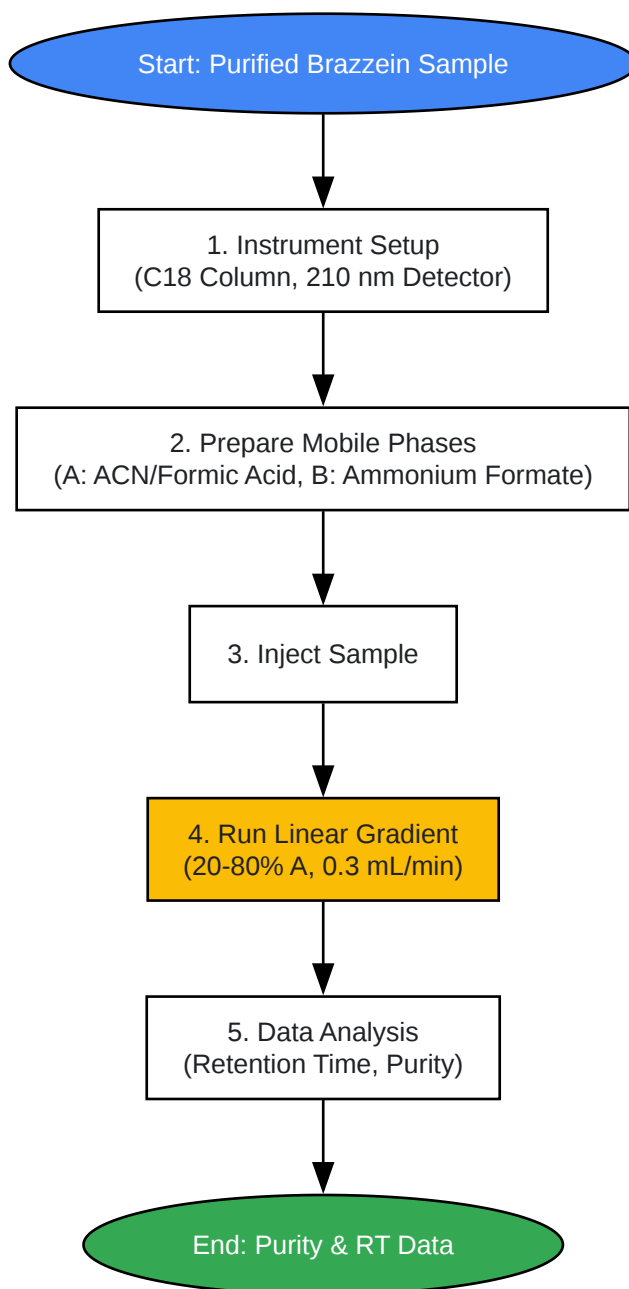 Start: Purified Brazzein Sample
1. Instrument Setup
(C18 Column, 210 nm Detector)
2. Prepare Mobile Phases
(A: ACN/Formic Acid, B: Ammonium Formate)
3. Inject Sample
4. Run Linear Gradient
(20-80% A, 0.3 mL/min)
5. Data Analysis
(Retention Time, Purity)
End: Purity & RT Data